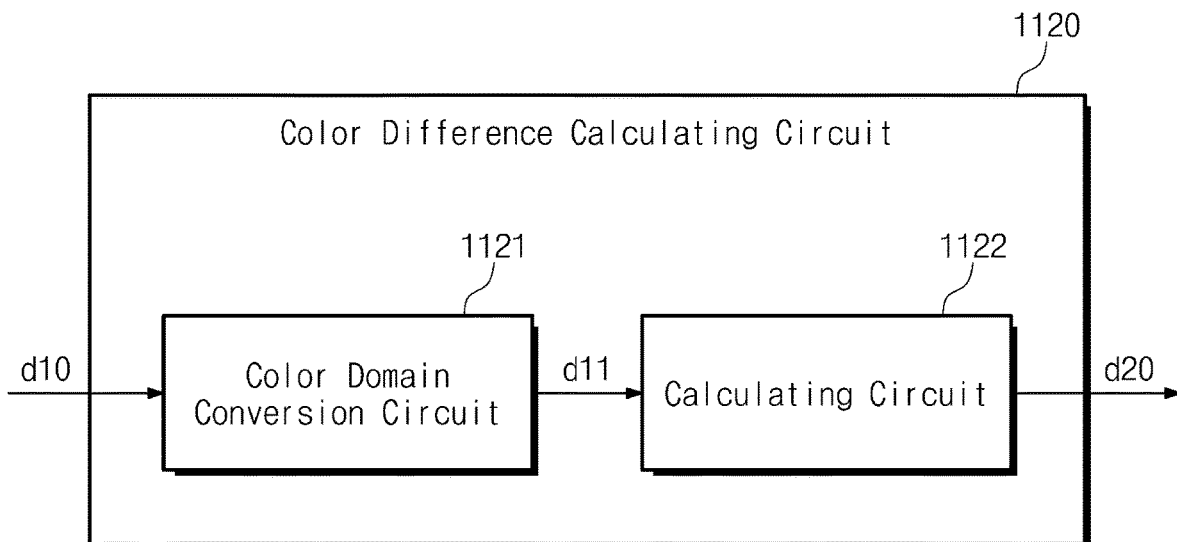 1120
Color Difference Calculating Circuit
1121
1122
d10
Color Domain
Conversion Circuit
d11
Calculating Circuit
d20